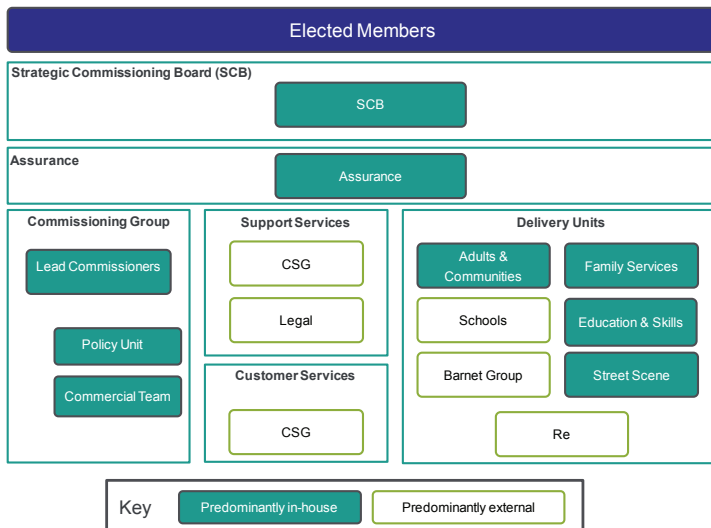 Elected Members
Strategic Commissioning Board (SCB)
SCB
Assurance
Assurance
Commissioning Group
Lead Commissioners
Policy Unit
Commercial Team
Support Services
CSG
Legal
Customer Services
CSG
Delivery Units
Adults &
Communities
Family Services
Schools
Education & Skills
Barnet Group
Street Scene
Re
Key
Predominantly in-house
Predominantly external